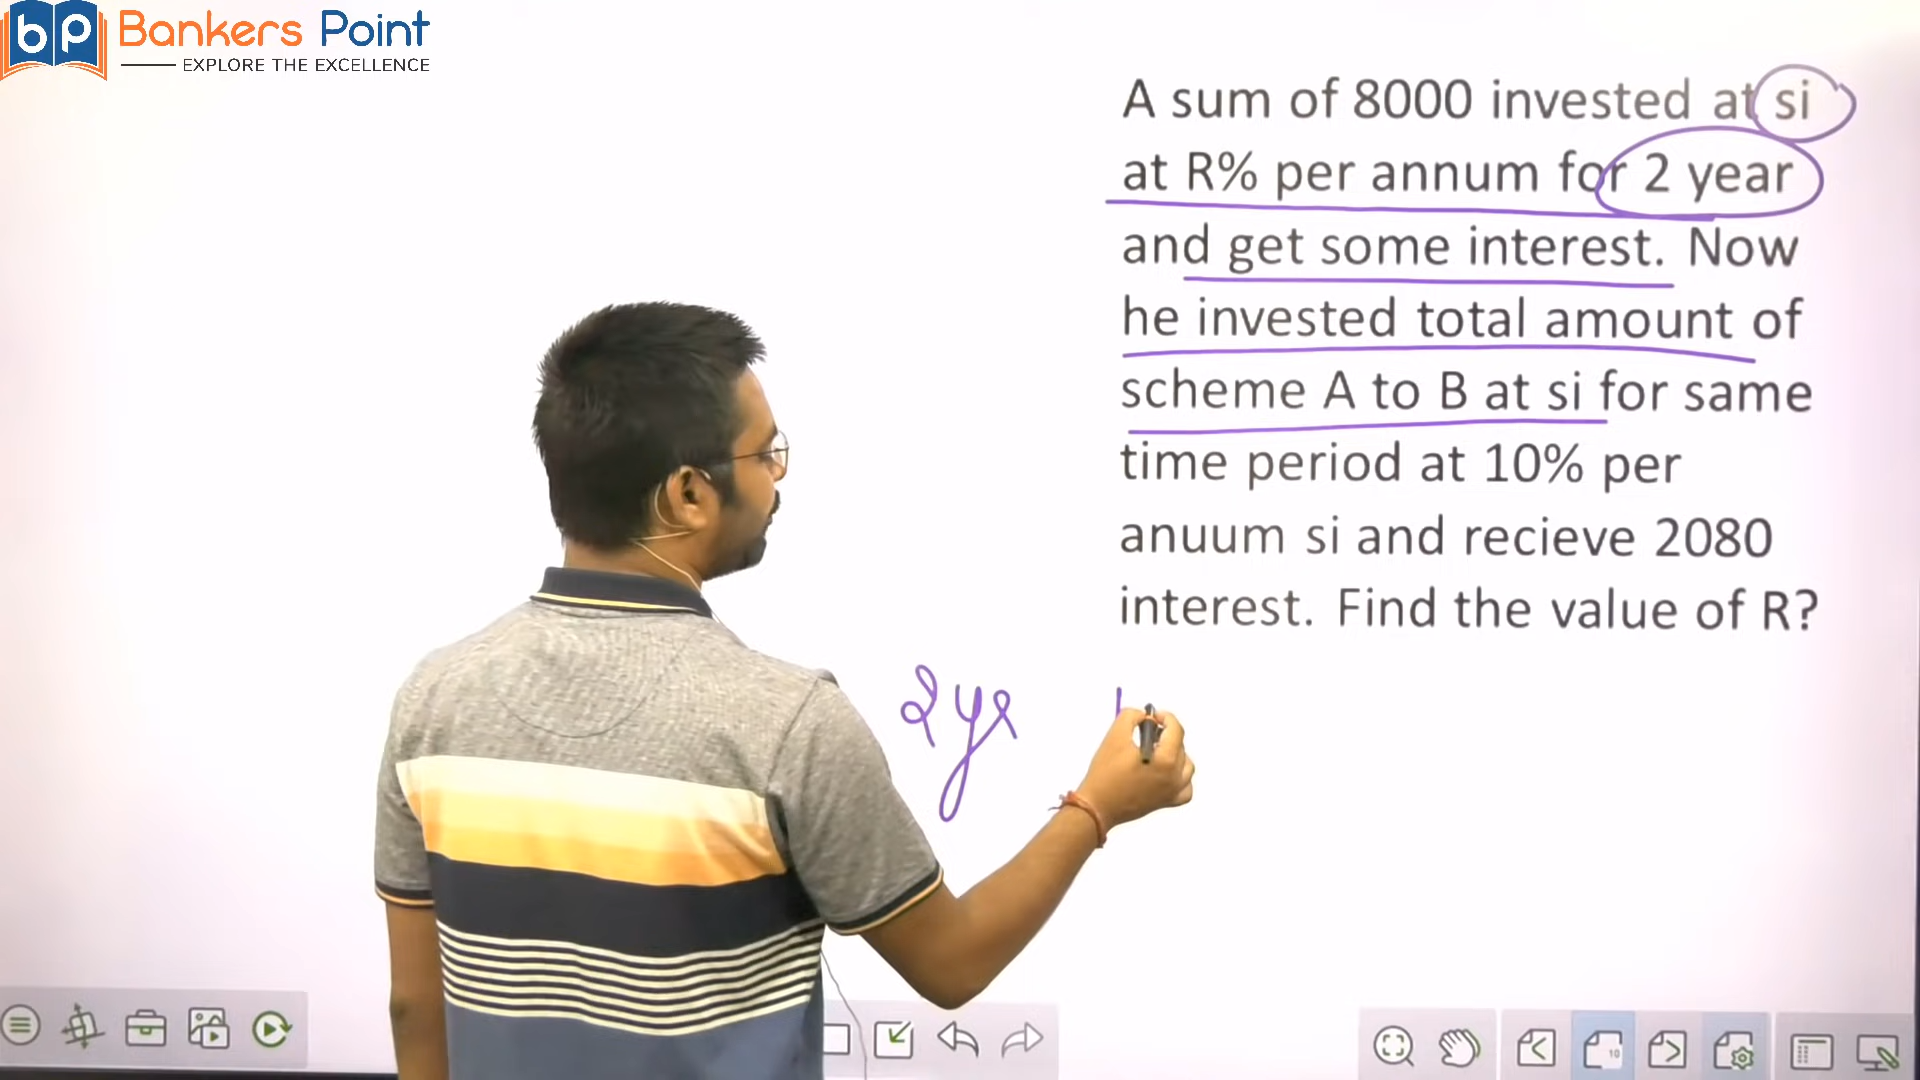 bp Bankers Point
EXPLORE THE EXCELLENCE
A sum of 8000 invested at si
at R% per annum for 2 year
and get some interest. Now
he invested total amount of
scheme A to B at si for same
time period at 10% per
anuum si and recieve 2080
interest. Find the value of R?
2yr
10